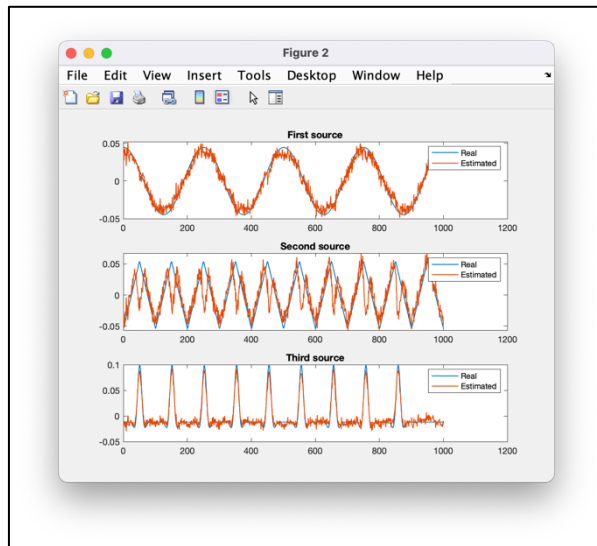 Figure 2
File Edit View Insert Tools Desktop Window Help
First source
0.05
0
-0.05
Real
Estimated
0 200 400 600 800 1000 1200
Second source
0.05
0
-0.05
Real
Estimated
0 200 400 600 800 1000 1200
Third source
0.1
0.05
0
-0.05
Real
Estimated
0 200 400 600 800 1000 1200